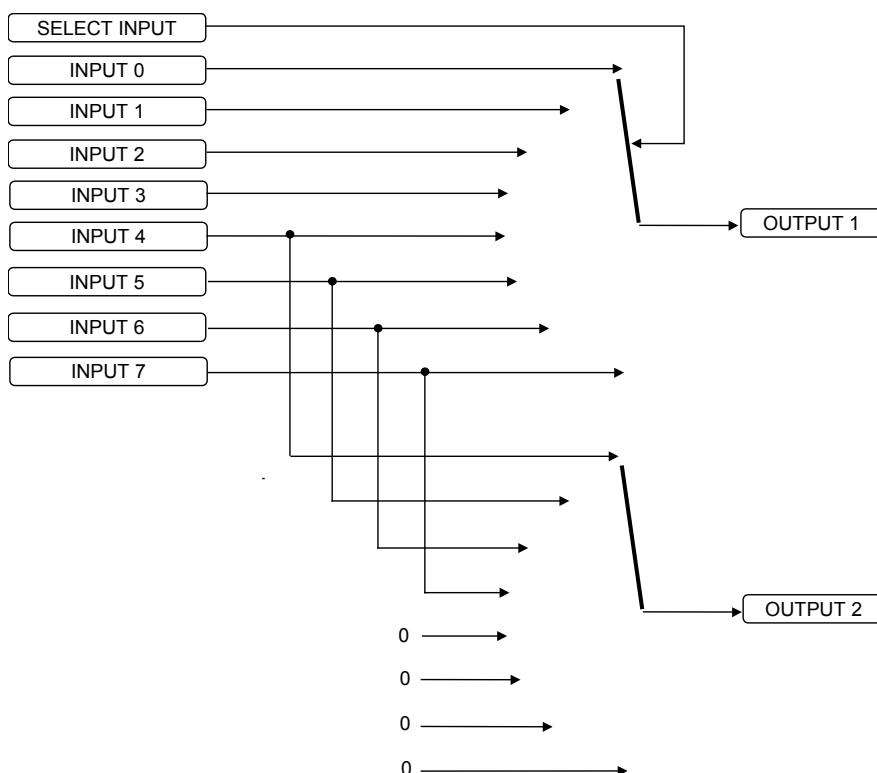 SELECT INPUT
INPUT 0
INPUT 1
INPUT 2
INPUT 3
INPUT 4
OUTPUT 1
INPUT 5
INPUT 6
INPUT 7
OUTPUT 2
0
0
0
0